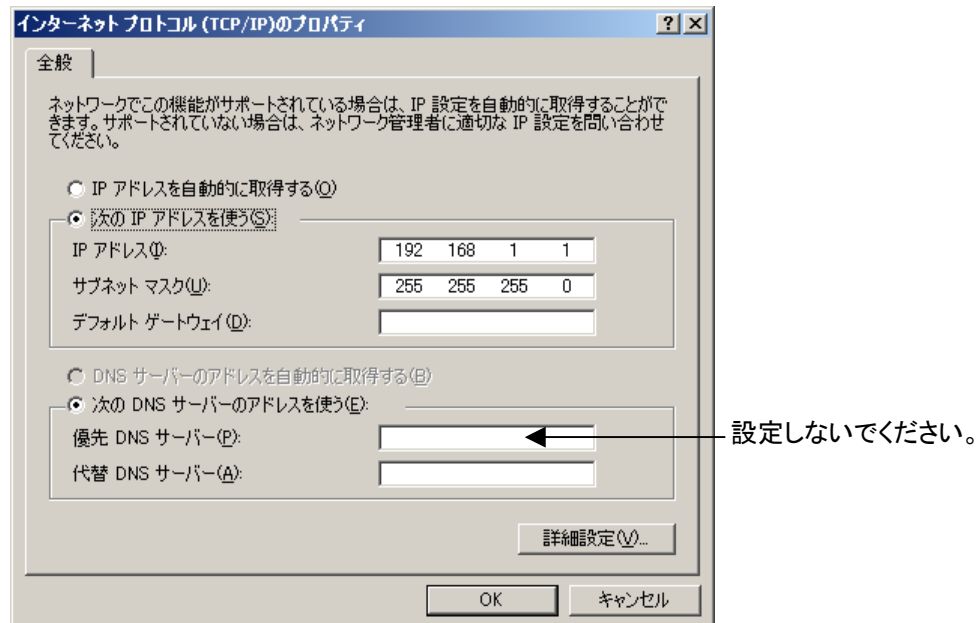 インターネット プロトコル (TCP/IP)のプロパティ
全般
ネットワークでこの機能がサポートされている場合は、IP 設定を自動的に取得することがで
きます。サポートされていない場合は、ネットワーク管理者に適切な IP 設定を問い合わせ
てください。
IP アドレスを自動的に取得する(O)
次の IP アドレスを使う(S):
IP アドレス(I): 192 168 1 1
サブネット マスク(U): 255 255 255 0
デフォルト ゲートウェイ(D):
DNS サーバーのアドレスを自動的に取得する(B)
次の DNS サーバーのアドレスを使う(E):
優先 DNS サーバー(P): 設定しないでください。
代替 DNS サーバー(A):
詳細設定(V)...
OK キャンセル